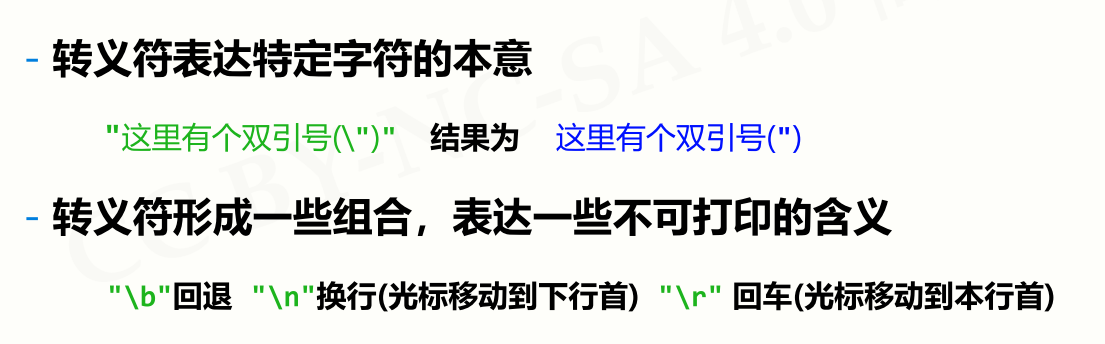 - 转义符表达特定字符的本意
"这里有个双引号(\")" 结果为 这里有个双引号(")
- 转义符形成一些组合，表达一些不可打印的含义
"\b"回退 "\n"换行(光标移动到下行首) "\r" 回车(光标移动到本行首)
CC BY-NC-SA 4.0